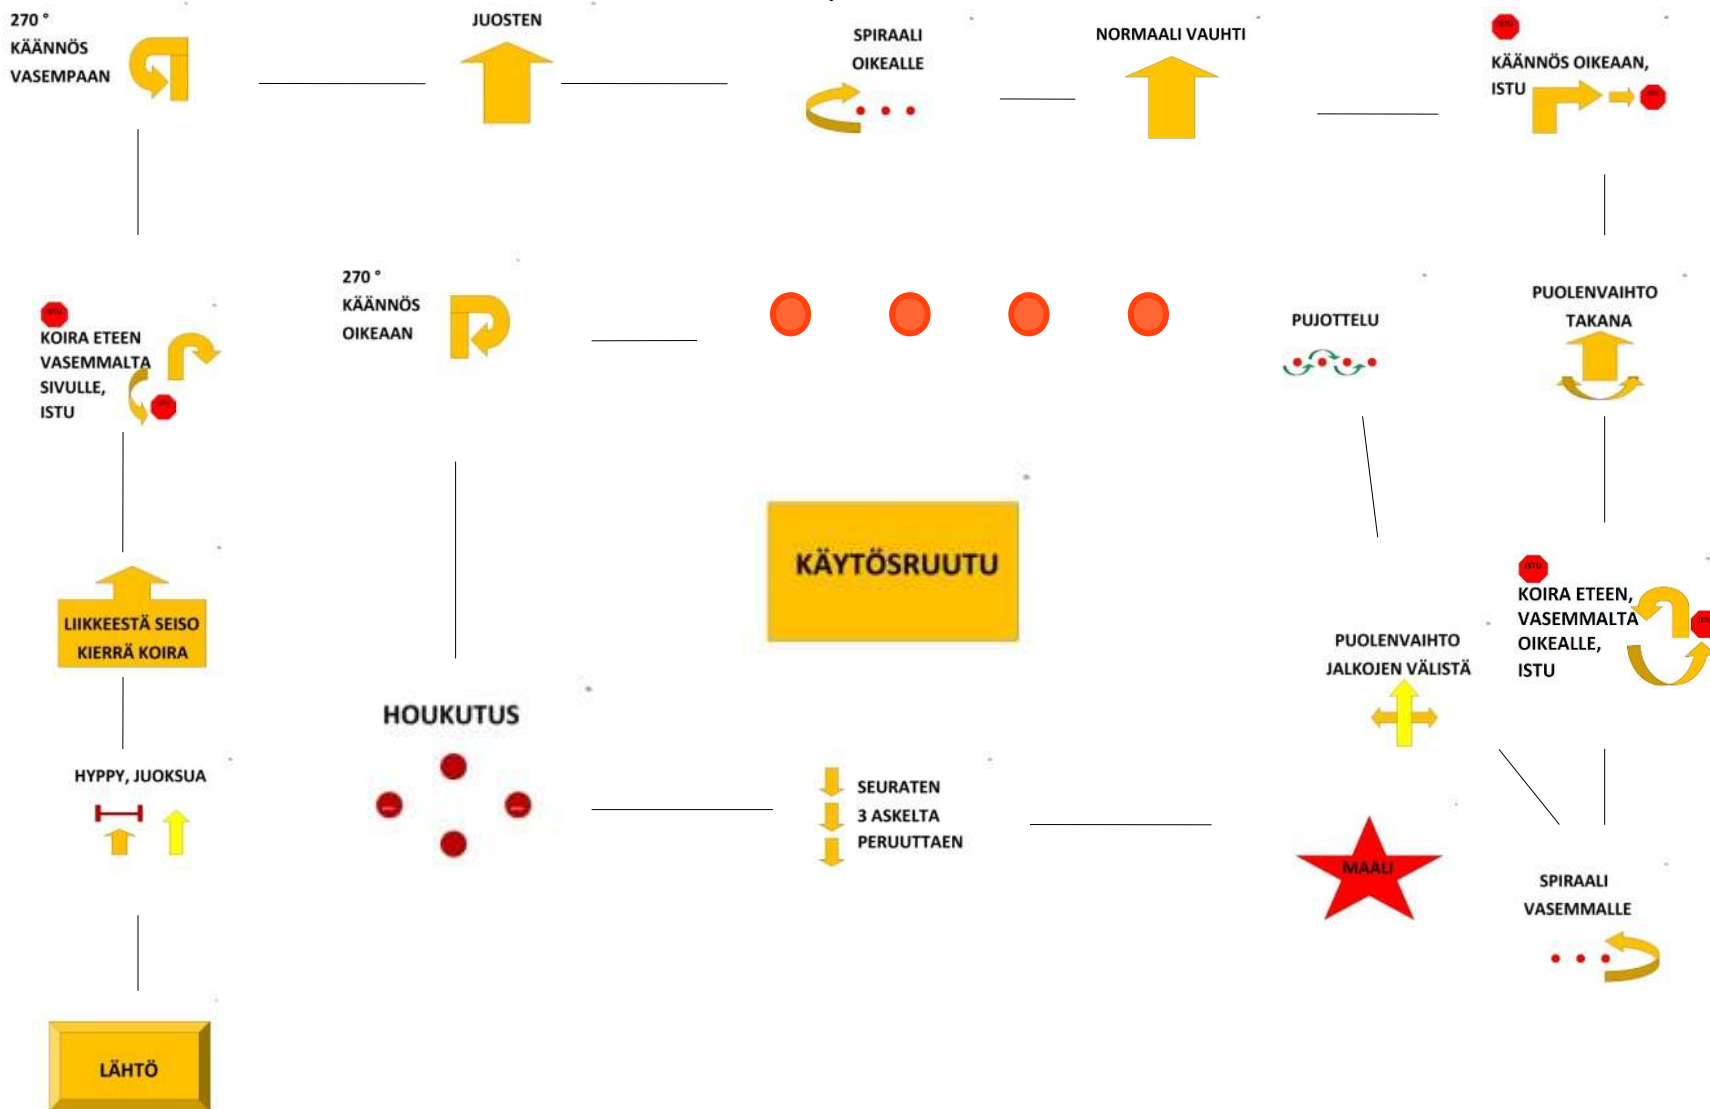 270 °
KÄÄNNÖS
VASEMPAAN
JUOSTEN
SPIRAALI
OIKEALLE
NORMAALI VAUHTI
KÄÄNNÖS OIKEAAN,
ISTU
KOIRA ETEEN
VASEMMALTA
SIVULLE,
ISTU
270 °
KÄÄNNÖS
OIKEAAN
PUJOTTELU
PUOLENVAIHTO
TAKANA
LIIKKEESTÄ SEISO
KIERRÄ KOIRA
KÄYTÖSRUUTU
ISTU
KOIRA ETEEN,
VASEMMALTA
OIKEALLE,
ISTU
PUOLENVAIHTO
JALKOJEN VÄLISTÄ
HYPPY, JUOKSUA
HOUKUTUS
SEURATEN
3 ASKELTA
PERUUTTAEN
MAALI
SPIRAALI
VASEMMALLE
LÄHTÖ